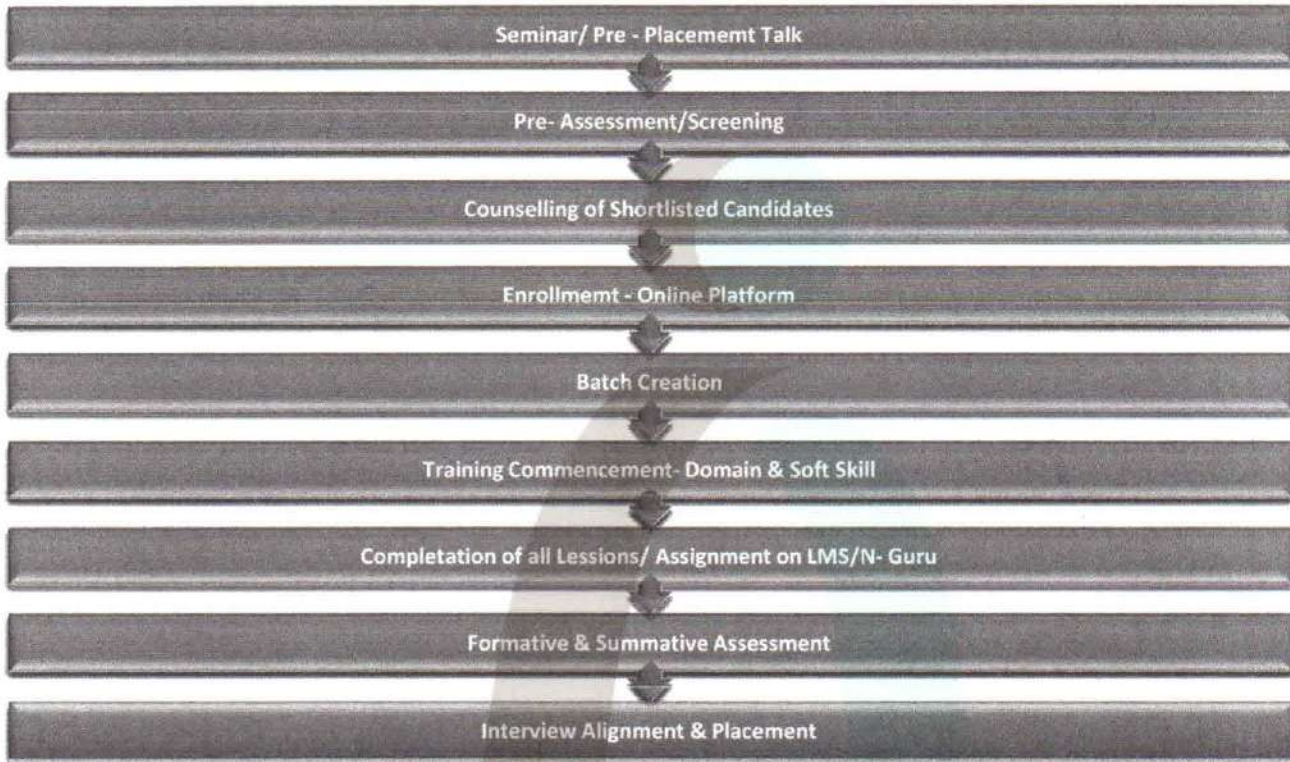 Seminar/ Pre - Placememt Talk
Pre- Assessment/Screening
Counselling of Shortlisted Candidates
Enrollmemt - Online Platform
Batch Creation
Training Commencement- Domain & Soft Skill
Completation of all Lessions/ Assignment on LMS/N- Guru
Formative & Summative Assessment
Interview Alignment & Placement